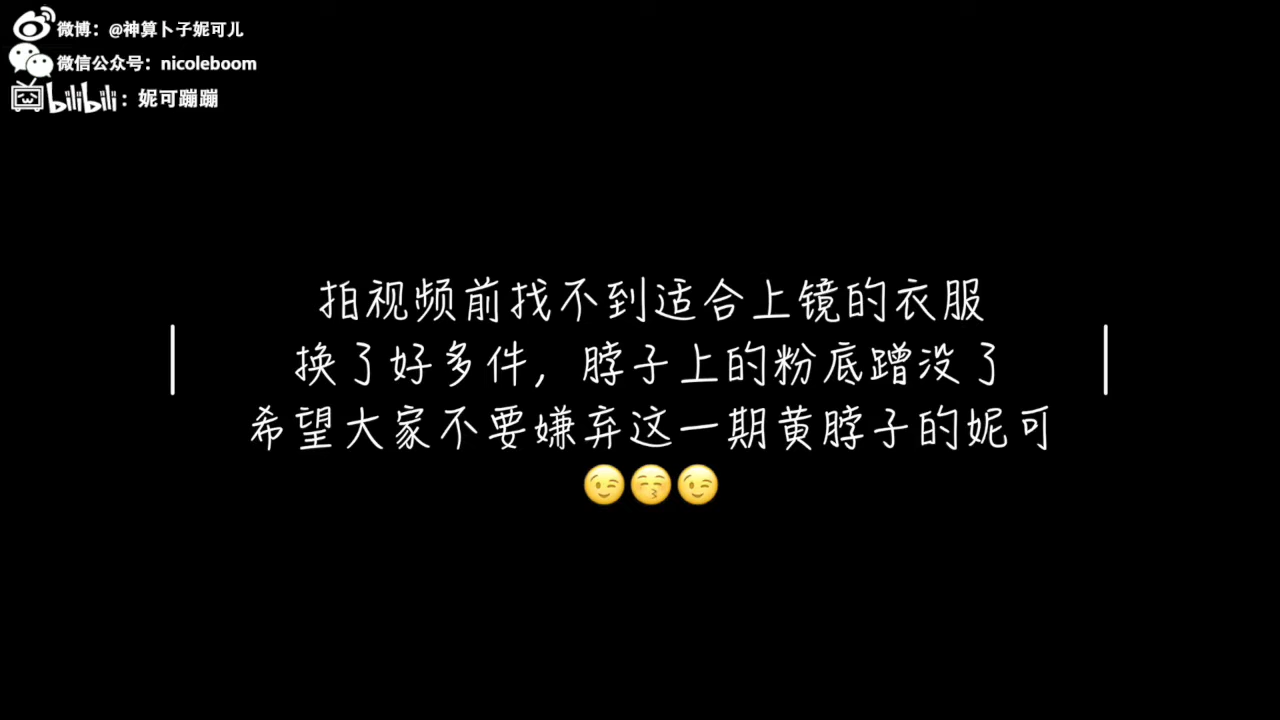 微博：@神算卜子妮可儿
微信公众号：nicoleboom
bilibili：妮可蹦蹦
拍视频前找不到适合上镜的衣服
换了好多件，脖子上的粉底蹭没了
希望大家不要嫌弃这一期黄脖子的妮可
😉😚😉